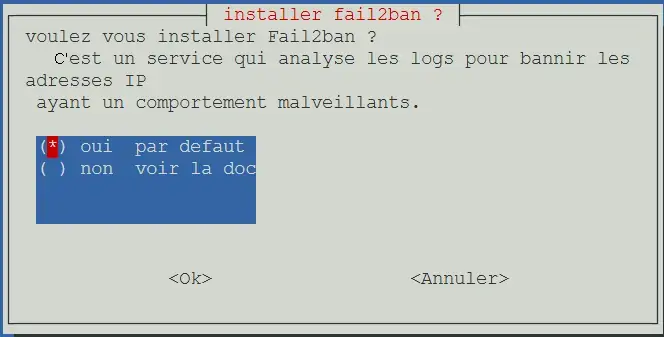 installer fail2ban ?
voulez vous installer Fail2ban ?
C'est un service qui analyse les logs pour bannir les
adresses IP
ayant un comportement malveillants.
(*) oui par defaut
( ) non voir la doc
<Ok> <Annuler>